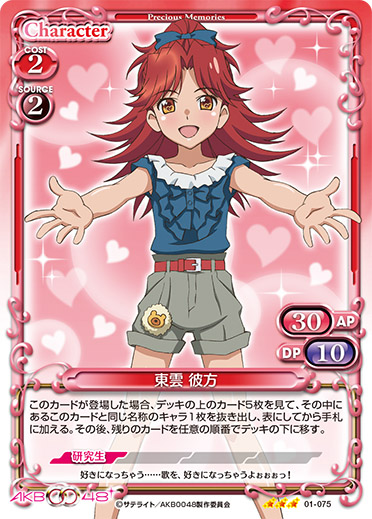 Precious Memories
Character
COST
2
SOURCE
2
30 AP
DP 10
東雲 彼方
このカードが登場した場合、デッキの上のカード5枚を見て、その中に
あるこのカードと同じ名称のキャラ1枚を抜き出し、表にしてから手札
に加える。その後、残りのカードを任意の順番でデッキの下に移す。
研究生
好きになっちゃう……歌を、好きになっちゃうよぉぉぉっ!
AKB0048
©サテライト/AKB0048製作委員会
01-075